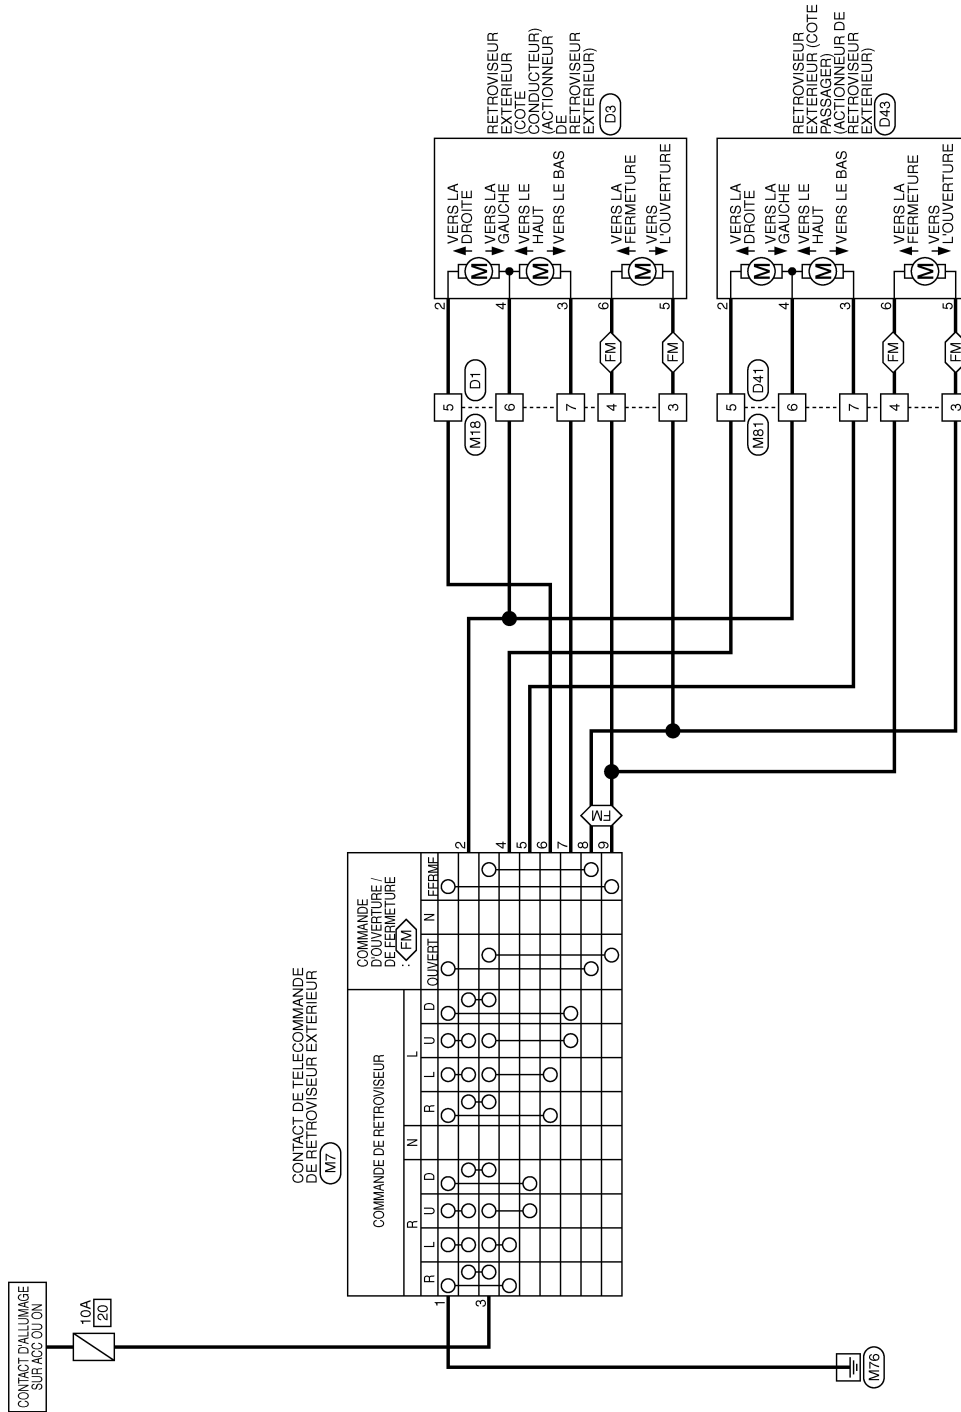 CONTACT D'ALLUMAGE
SUR ACC OU ON
10A
20
M76
CONTACT DE TELECOMMANDE
DE RETROVISEUR EXTERIEUR
M7
COMMANDE DE RETROVISEUR
COMMANDE
D'OUVERTURE /
DE FERMETURE
: FM
R
N
L
OUVERT
N
FERME
R
L
U
D
R
L
U
D
1
3
2
4
5
6
7
8
9
FM
M18
D1
5
6
7
4
3
FM
FM
2
4
3
6
5
M
M
M
VERS LA
DROITE
VERS LA
GAUCHE
VERS LE
HAUT
VERS LE BAS
VERS LA
FERMETURE
VERS
L'OUVERTURE
RETROVISEUR
EXTERIEUR
(COTE
CONDUCTEUR)
(ACTIONNEUR
DE
RETROVISEUR
EXTERIEUR)
D3
M81
D41
5
6
7
4
3
FM
FM
2
4
3
6
5
M
M
M
VERS LA
DROITE
VERS LA
GAUCHE
VERS LE
HAUT
VERS LE BAS
VERS LA
FERMETURE
VERS
L'OUVERTURE
RETROVISEUR
EXTERIEUR (COTE
PASSAGER)
(ACTIONNEUR DE
RETROVISEUR
EXTERIEUR)
D43